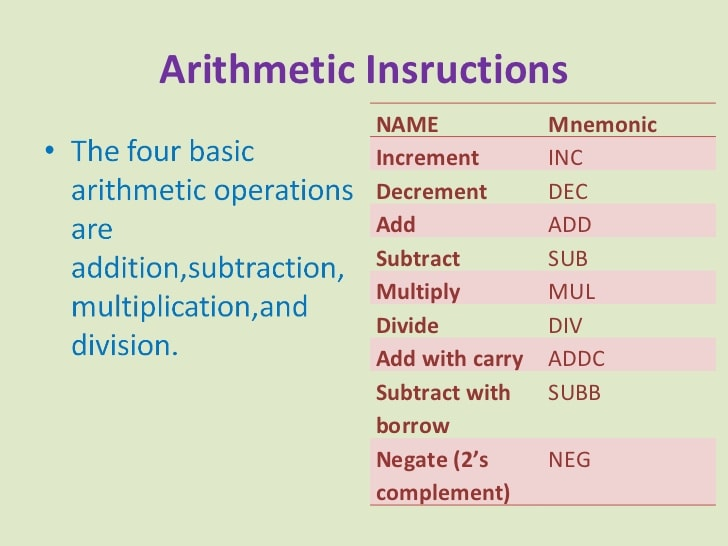 Arithmetic Insructions
• The four basic
arithmetic operations
are
addition,subtraction,
multiplication,and
division.
NAME Mnemonic
Increment INC
Decrement DEC
Add ADD
Subtract SUB
Multiply MUL
Divide DIV
Add with carry ADDC
Subtract with SUBB
borrow
Negate (2’s NEG
complement)